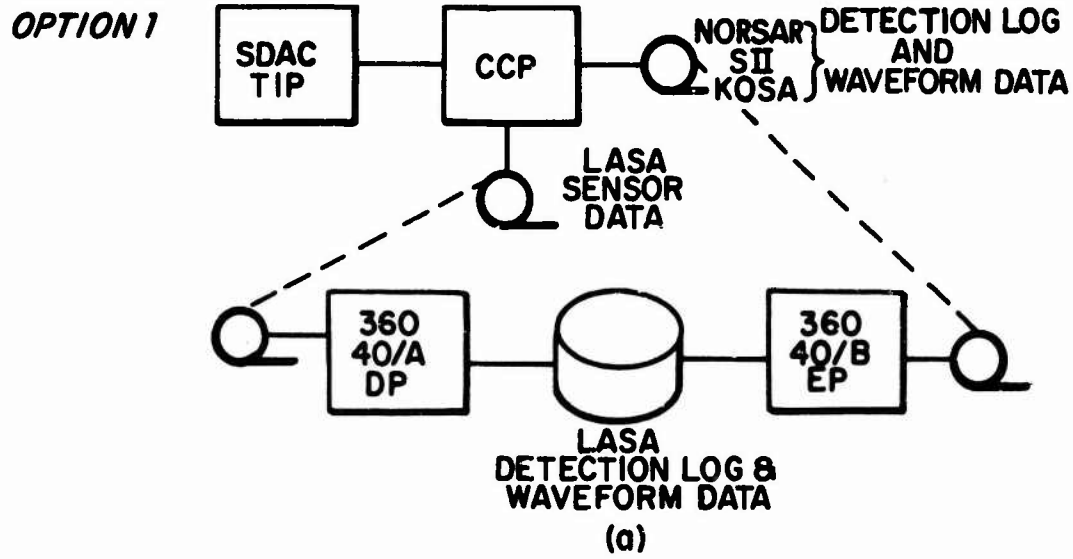 OPTION 1
SDAC
TIP
CCP
NORSAR
SII
KOSA
DETECTION LOG
AND
WAVEFORM DATA
LASA
SENSOR
DATA
360
40/A
DP
360
40/B
EP
LASA
DETECTION LOG &
WAVEFORM DATA
(a)